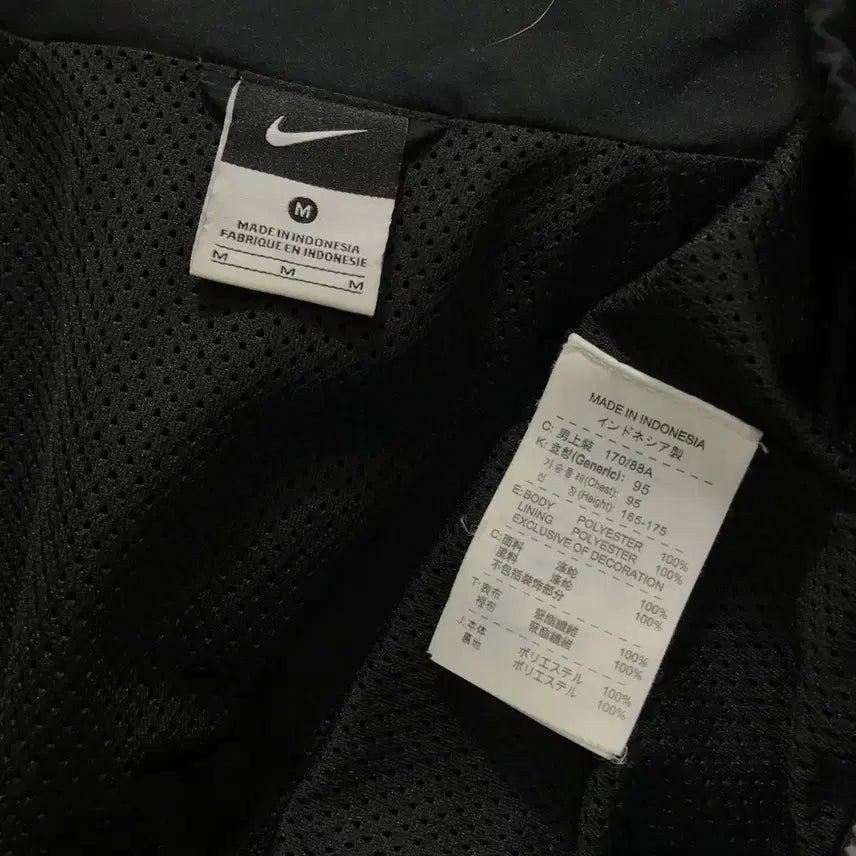 M
MADE IN INDONESIA
FABRIQUE EN INDONESIE
M M M
MADE IN INDONESIA
インドネシア製
C: 男上装 170/88A
K: 호칭(Generic): 95
가슴둘레(Chest): 95
신 장(Height): 165-175
E: BODY POLYESTER 100%
LINING POLYESTER 100%
EXCLUSIVE OF DECORATION
C: 面料 涤纶 100%
里料 涤纶 100%
不包括装饰部分
T: 表布 聚酯纖維 100%
裡布 聚酯纖維 100%
J: 本体 ポリエステル 100%
裏地 ポリエステル 100%